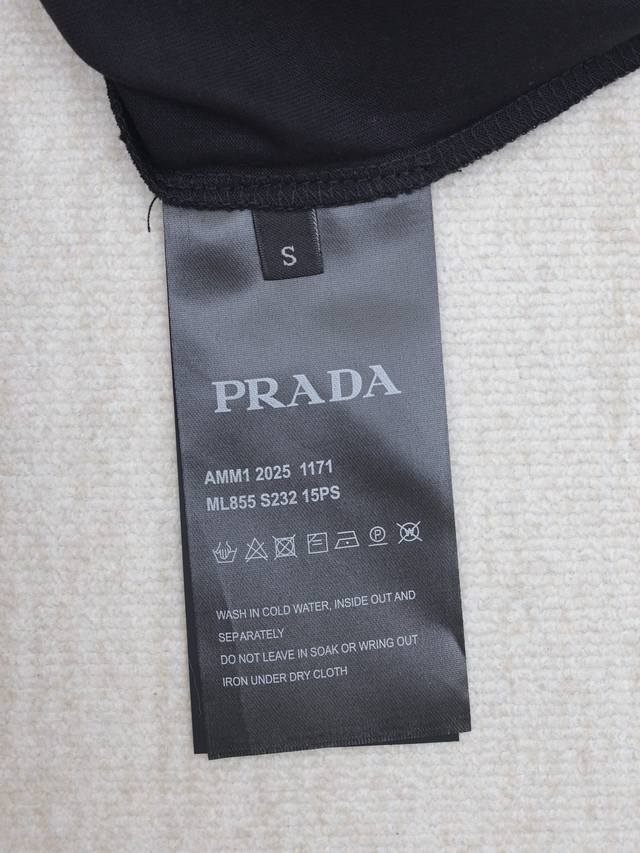 S
PRADA
AMM1 2025 1171
ML855 S232 15PS
P W
WASH IN COLD WATER, INSIDE OUT AND
SEPARATELY
DO NOT LEAVE IN SOAK OR WRING OUT
IRON UNDER DRY CLOTH